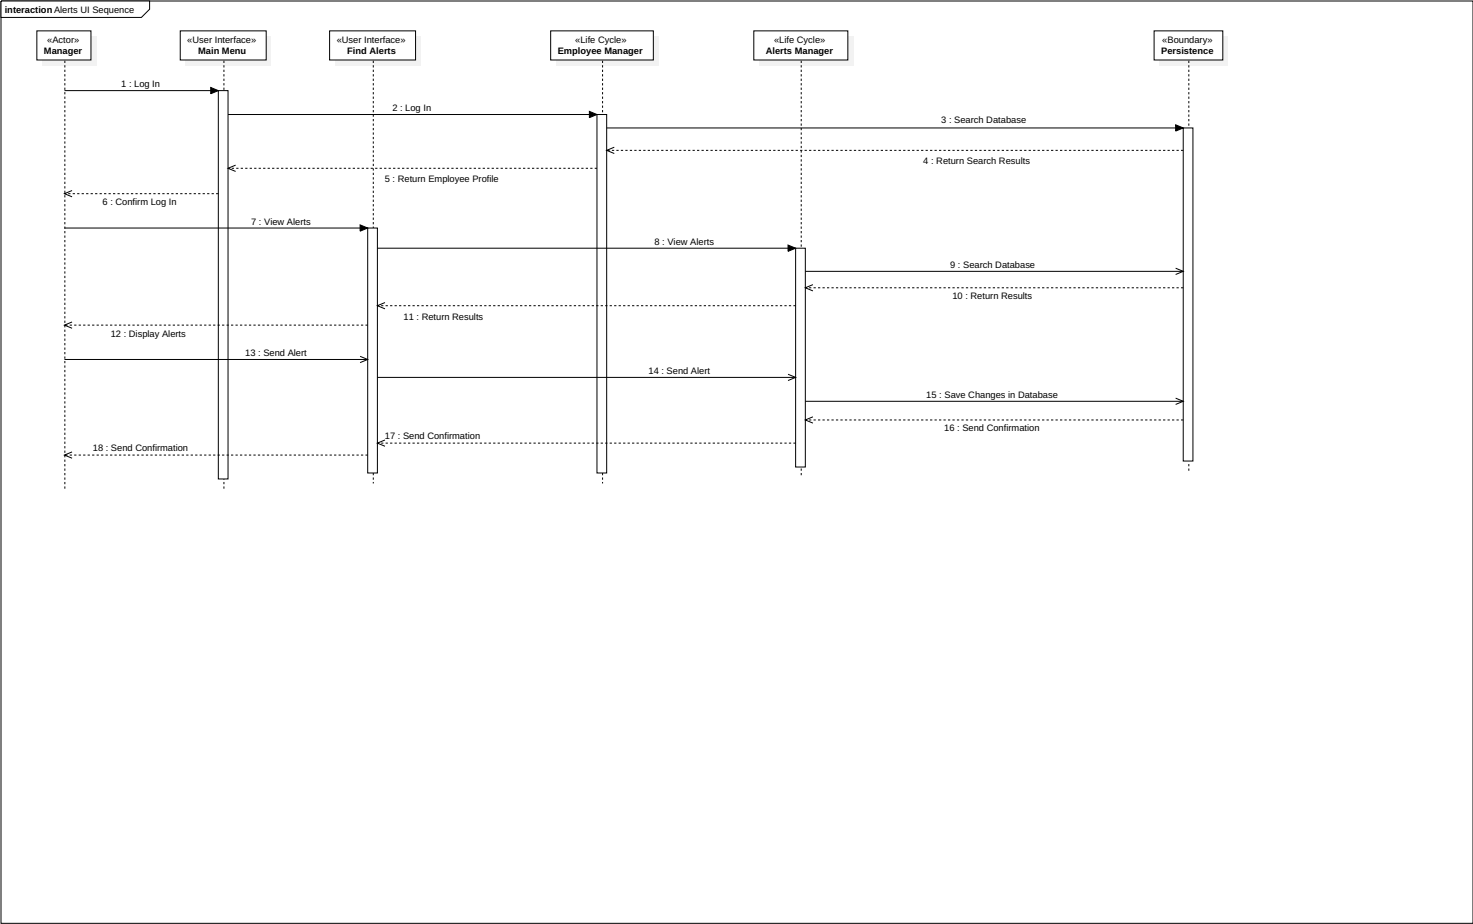 interaction Alerts UI Sequence
«Actor»
Manager
«User Interface»
Main Menu
«User Interface»
Find Alerts
«Life Cycle»
Employee Manager
«Life Cycle»
Alerts Manager
«Boundary»
Persistence
1 : Log In
2 : Log In
3 : Search Database
4 : Return Search Results
5 : Return Employee Profile
6 : Confirm Log In
7 : View Alerts
8 : View Alerts
9 : Search Database
10 : Return Results
11 : Return Results
12 : Display Alerts
13 : Send Alert
14 : Send Alert
15 : Save Changes in Database
16 : Send Confirmation
17 : Send Confirmation
18 : Send Confirmation